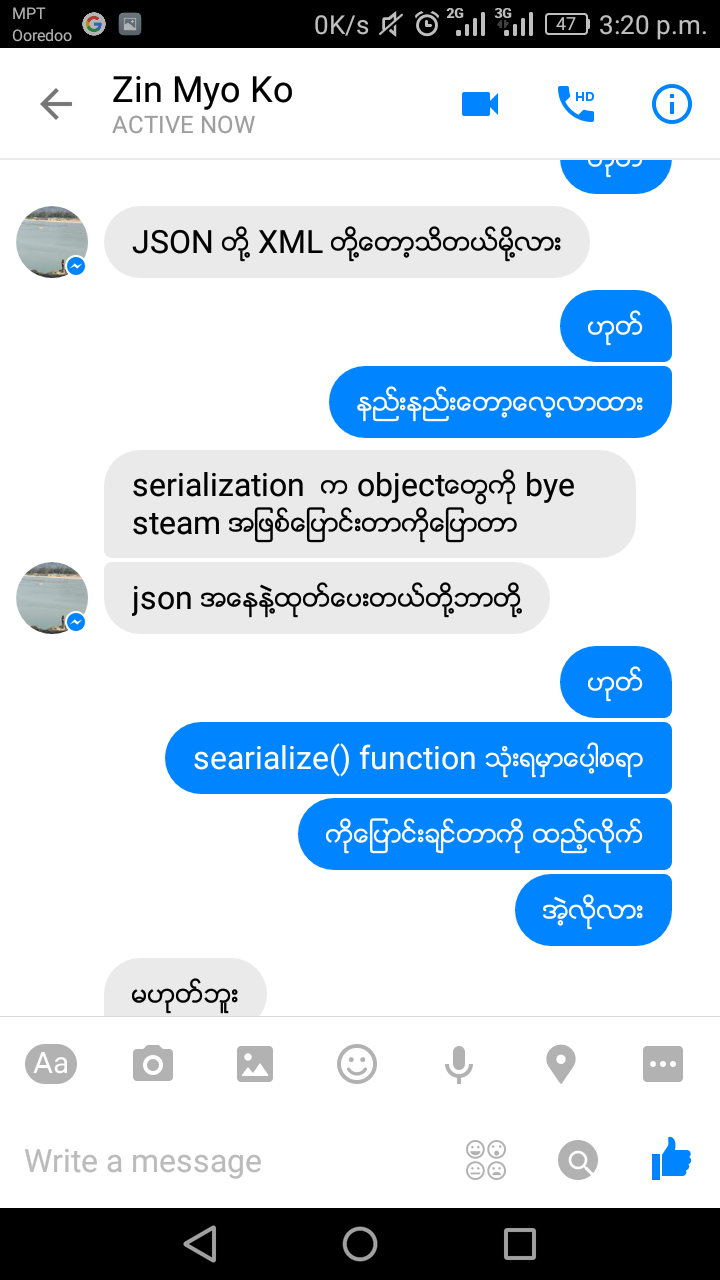 MPT
Ooredoo
0K/s
2G
3G
47
3:20 p.m.
Zin Myo Ko
ACTIVE NOW
HD
ဟုတ်
JSON တို့ XML တို့တော့သိတယ်မို့လား
ဟုတ်
နည်းနည်းတော့လေ့လာထား
serialization က objectတွေကို bye
steam အဖြစ်ပြောင်းတာကိုပြောတာ
json အနေနဲ့ထုတ်ပေးတယ်တို့ဘာတို့
ဟုတ်
searialize() function သုံးရမှာပေါ့စရာ
ကိုပြောင်းချင်တာကို ထည့်လိုက်
အဲ့လိုလား
မဟုတ်ဘူး
Aa
Write a message